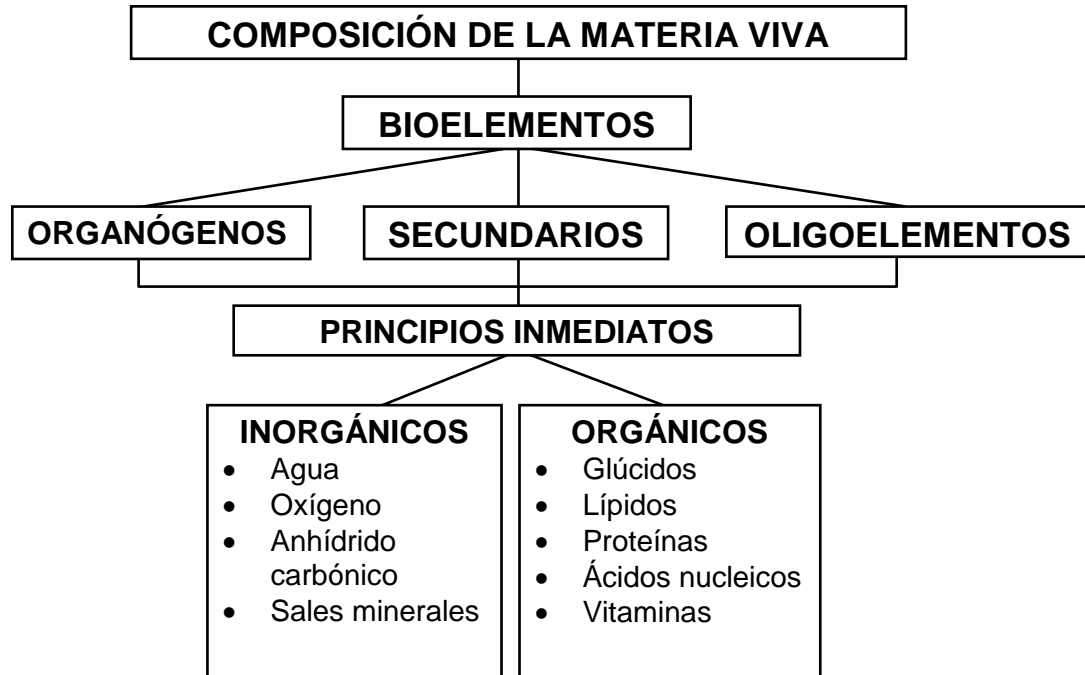 COMPOSICIÓN DE LA MATERIA VIVA
BIOELEMENTOS
ORGANÓGENOS
SECUNDARIOS
OLIGOELEMENTOS
PRINCIPIOS INMEDIATOS
INORGÁNICOS
• Agua
• Oxígeno
• Anhídrido
carbónico
• Sales minerales
ORGÁNICOS
• Glúcidos
• Lípidos
• Proteínas
• Ácidos nucleicos
• Vitaminas